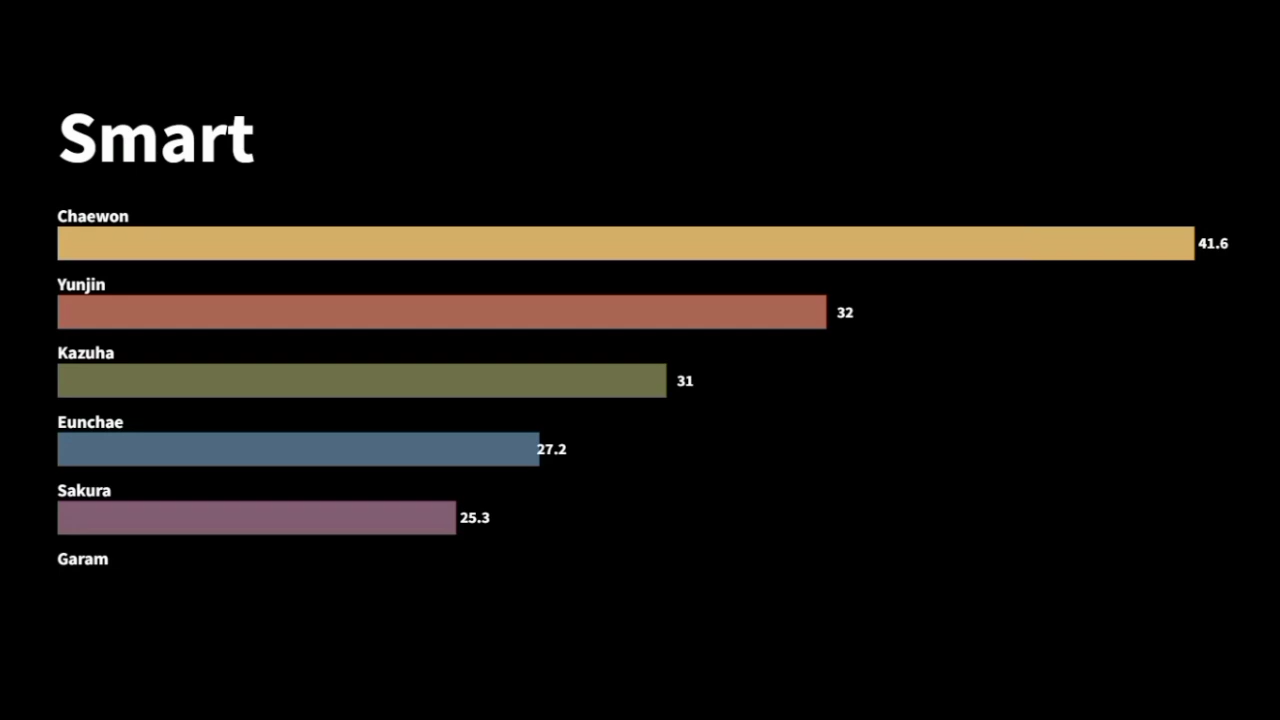 Smart
Chaewon
41.6
Yunjin
32
Kazuha
31
Eunchae
27.2
Sakura
25.3
Garam